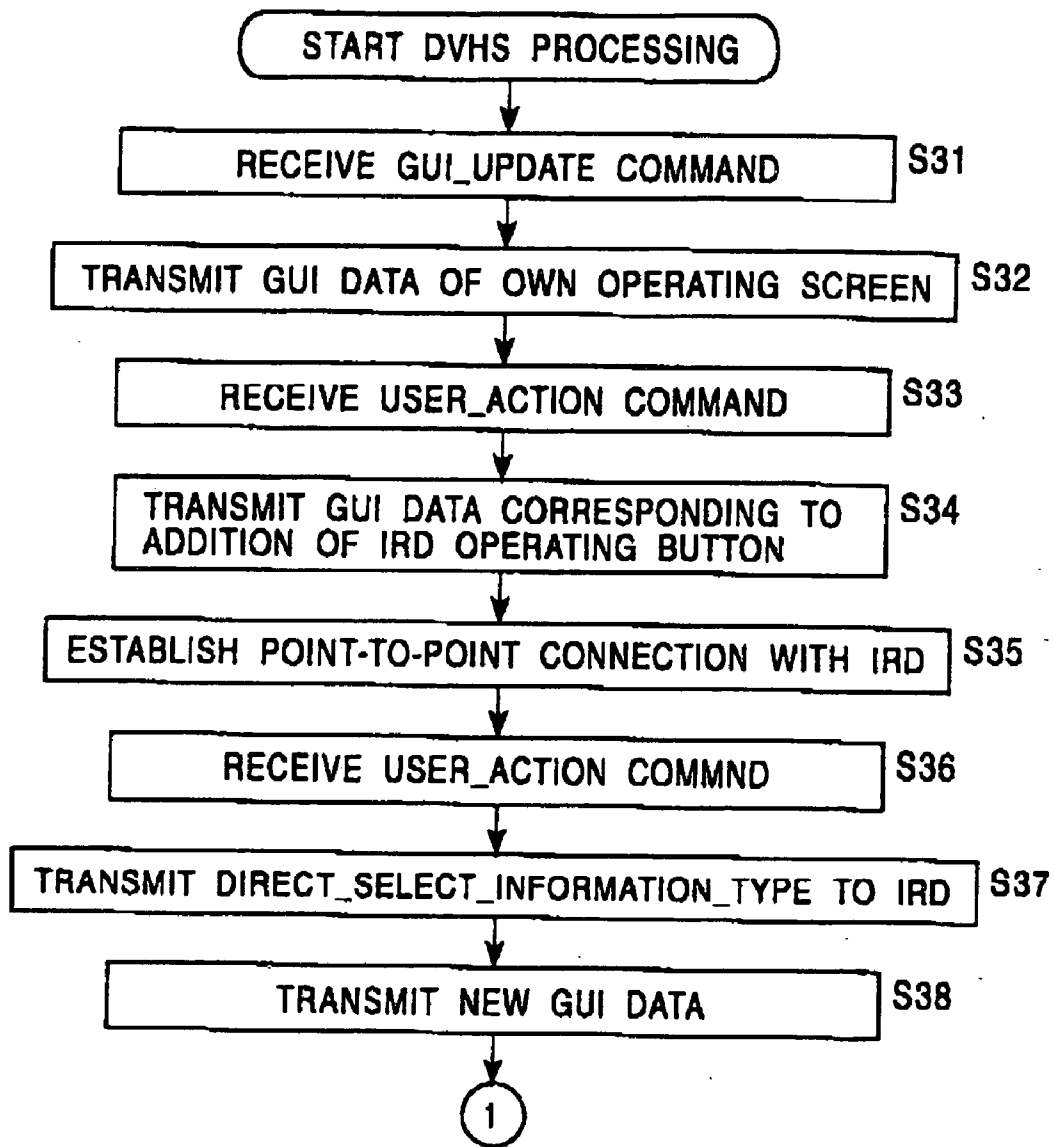 START DVHS PROCESSING
RECEIVE GUI_UPDATE COMMAND S31
TRANSMIT GUI DATA OF OWN OPERATING SCREEN S32
RECEIVE USER_ACTION COMMAND S33
TRANSMIT GUI DATA CORRESPONDING TO S34
ADDITION OF IRD OPERATING BUTTON
ESTABLISH POINT-TO-POINT CONNECTION WITH IRD S35
RECEIVE USER_ACTION COMMND S36
TRANSMIT DIRECT_SELECT_INFORMATION_TYPE TO IRD S37
TRANSMIT NEW GUI DATA S38
1